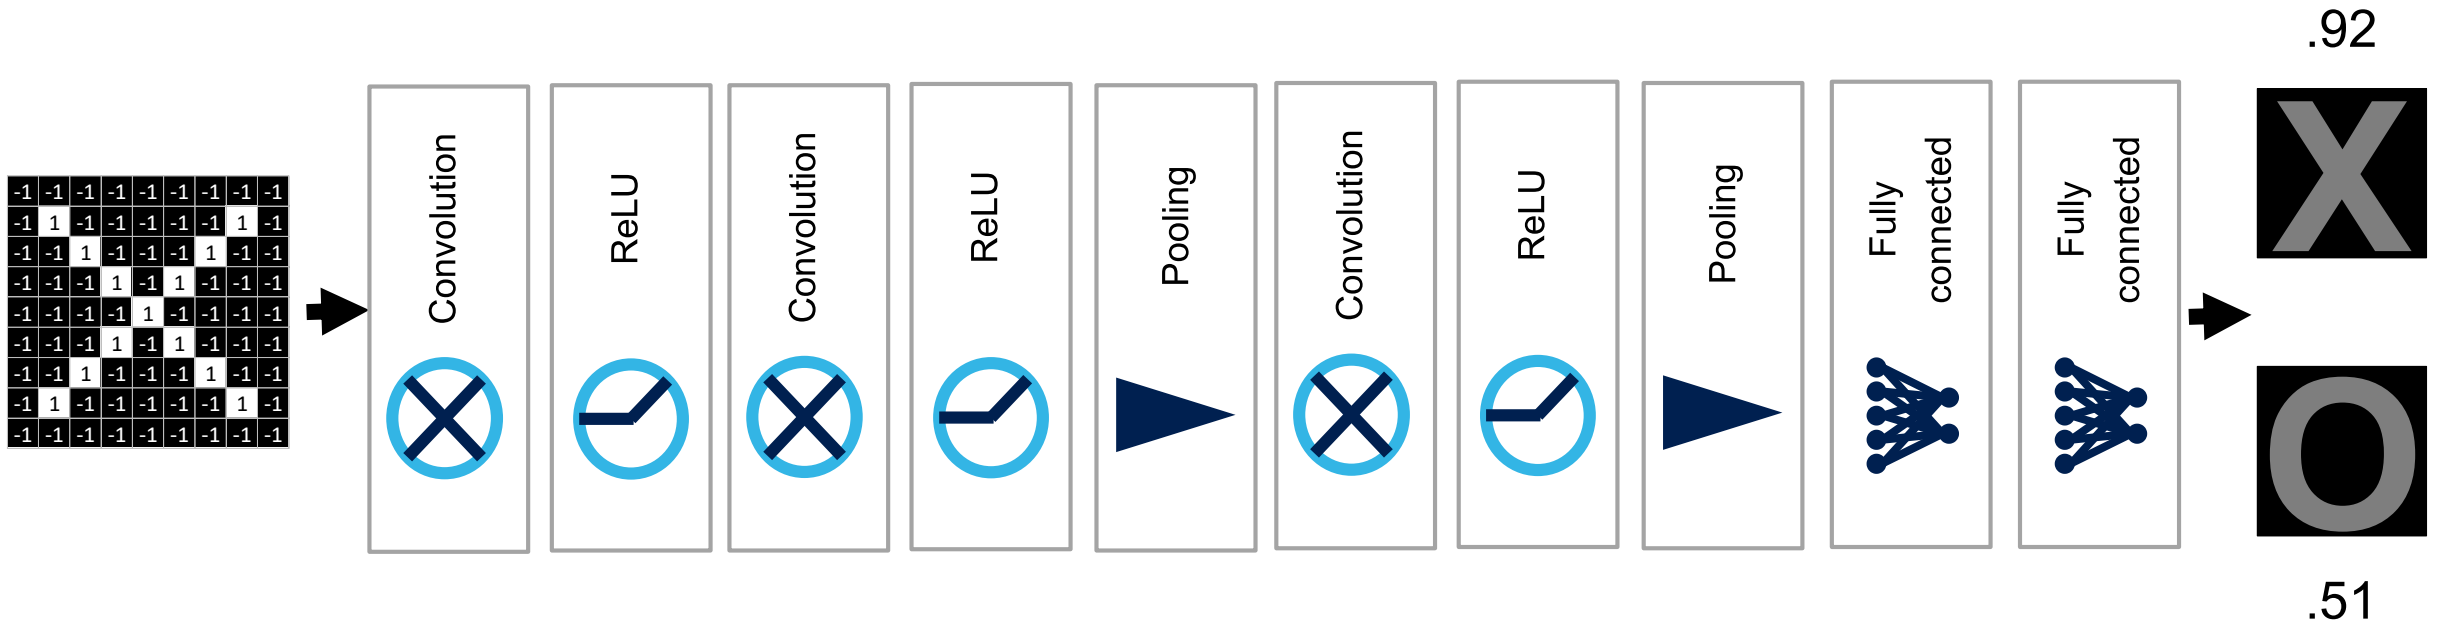 -1 -1 -1 -1 -1 -1 -1 -1 -1
-1 1 -1 -1 -1 -1 -1 1 -1
-1 -1 1 -1 -1 -1 1 -1 -1
-1 -1 -1 1 -1 1 -1 -1 -1
-1 -1 -1 -1 1 -1 -1 -1 -1
-1 -1 -1 1 -1 1 -1 -1 -1
-1 -1 1 -1 -1 -1 1 -1 -1
-1 1 -1 -1 -1 -1 -1 1 -1
-1 -1 -1 -1 -1 -1 -1 -1 -1
Convolution
ReLU
Convolution
ReLU
Pooling
Convolution
ReLU
Pooling
Fully
connected
Fully
connected
.92
X
O
.51